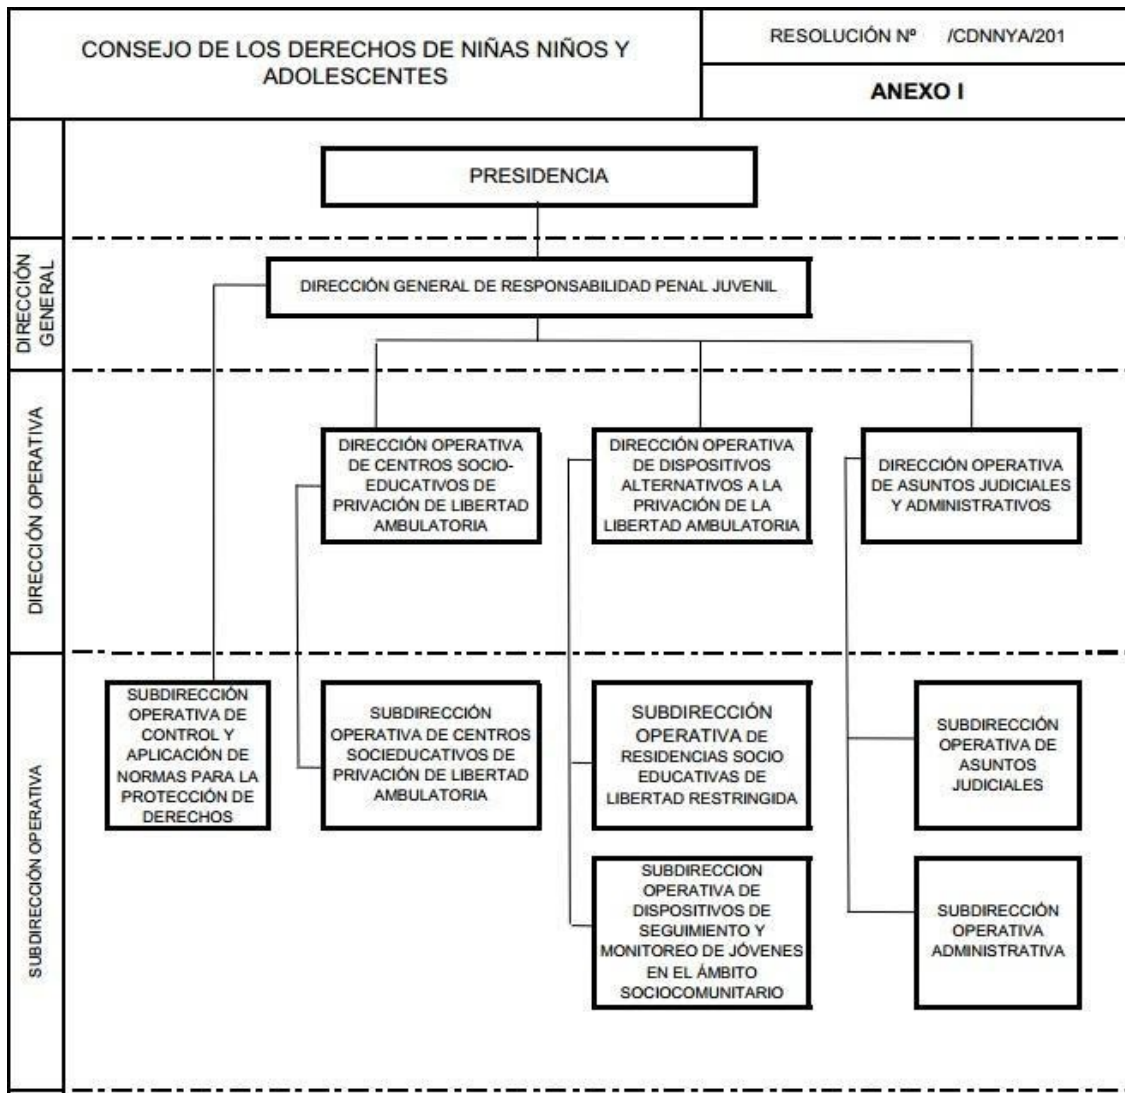 CONSEJO DE LOS DERECHOS DE NIÑAS NIÑOS Y
ADOLESCENTES
RESOLUCIÓN Nº /CDNNYA/201
ANEXO I
PRESIDENCIA
DIRECCIÓN
GENERAL
DIRECCIÓN GENERAL DE RESPONSABILIDAD PENAL JUVENIL
DIRECCIÓN OPERATIVA
DIRECCIÓN OPERATIVA
DE CENTROS SOCIO-
EDUCATIVOS DE
PRIVACIÓN DE LIBERTAD
AMBULATORIA
DIRECCIÓN OPERATIVA
DE DISPOSITIVOS
ALTERNATIVOS A LA
PRIVACIÓN DE LA
LIBERTAD AMBULATORIA
DIRECCIÓN OPERATIVA
DE ASUNTOS JUDICIALES
Y ADMINISTRATIVOS
SUBDIRECCIÓN OPERATIVA
SUBDIRECCIÓN
OPERATIVA DE
CONTROL Y
APLICACIÓN DE
NORMAS PARA LA
PROTECCIÓN DE
DERECHOS
SUBDIRECCIÓN
OPERATIVA DE CENTROS
SOCIEDUCATIVOS DE
PRIVACIÓN DE LIBERTAD
AMBULATORIA
SUBDIRECCIÓN
OPERATIVA DE
RESIDENCIAS SOCIO
EDUCATIVAS DE
LIBERTAD RESTRINGIDA
SUBDIRECCIÓN
OPERATIVA DE
ASUNTOS
JUDICIALES
SUBDIRECCION
OPERATIVA DE
DISPOSITIVOS DE
SEGUIMIENTO Y
MONITOREO DE JÓVENES
EN EL ÁMBITO
SOCIOCOMUNITARIO
SUBDIRECCIÓN
OPERATIVA
ADMINISTRATIVA